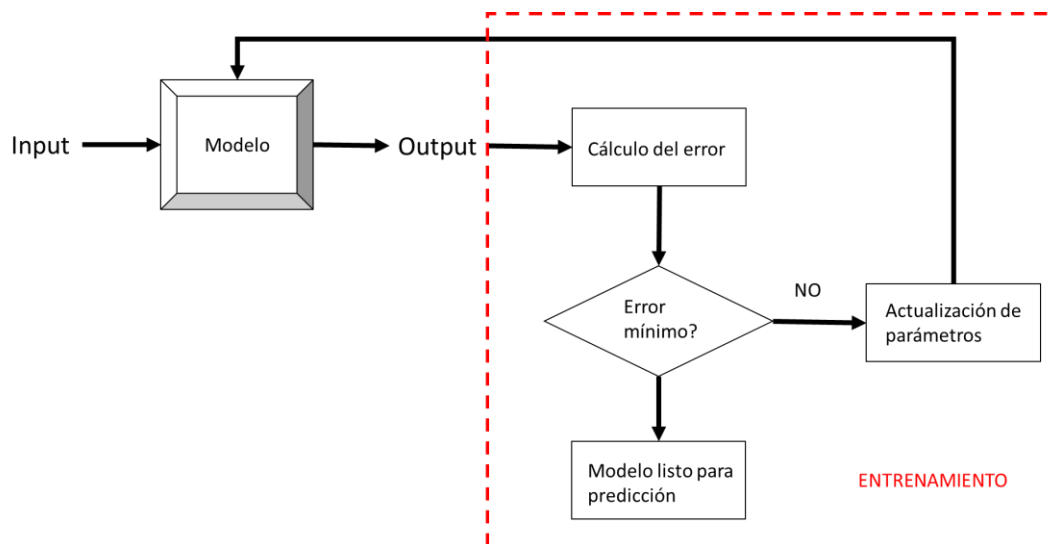 Input
Modelo
Output
Cálculo del error
Error
mínimo?
NO
Actualización de
parámetros
Modelo listo para
predicción
ENTRENAMIENTO